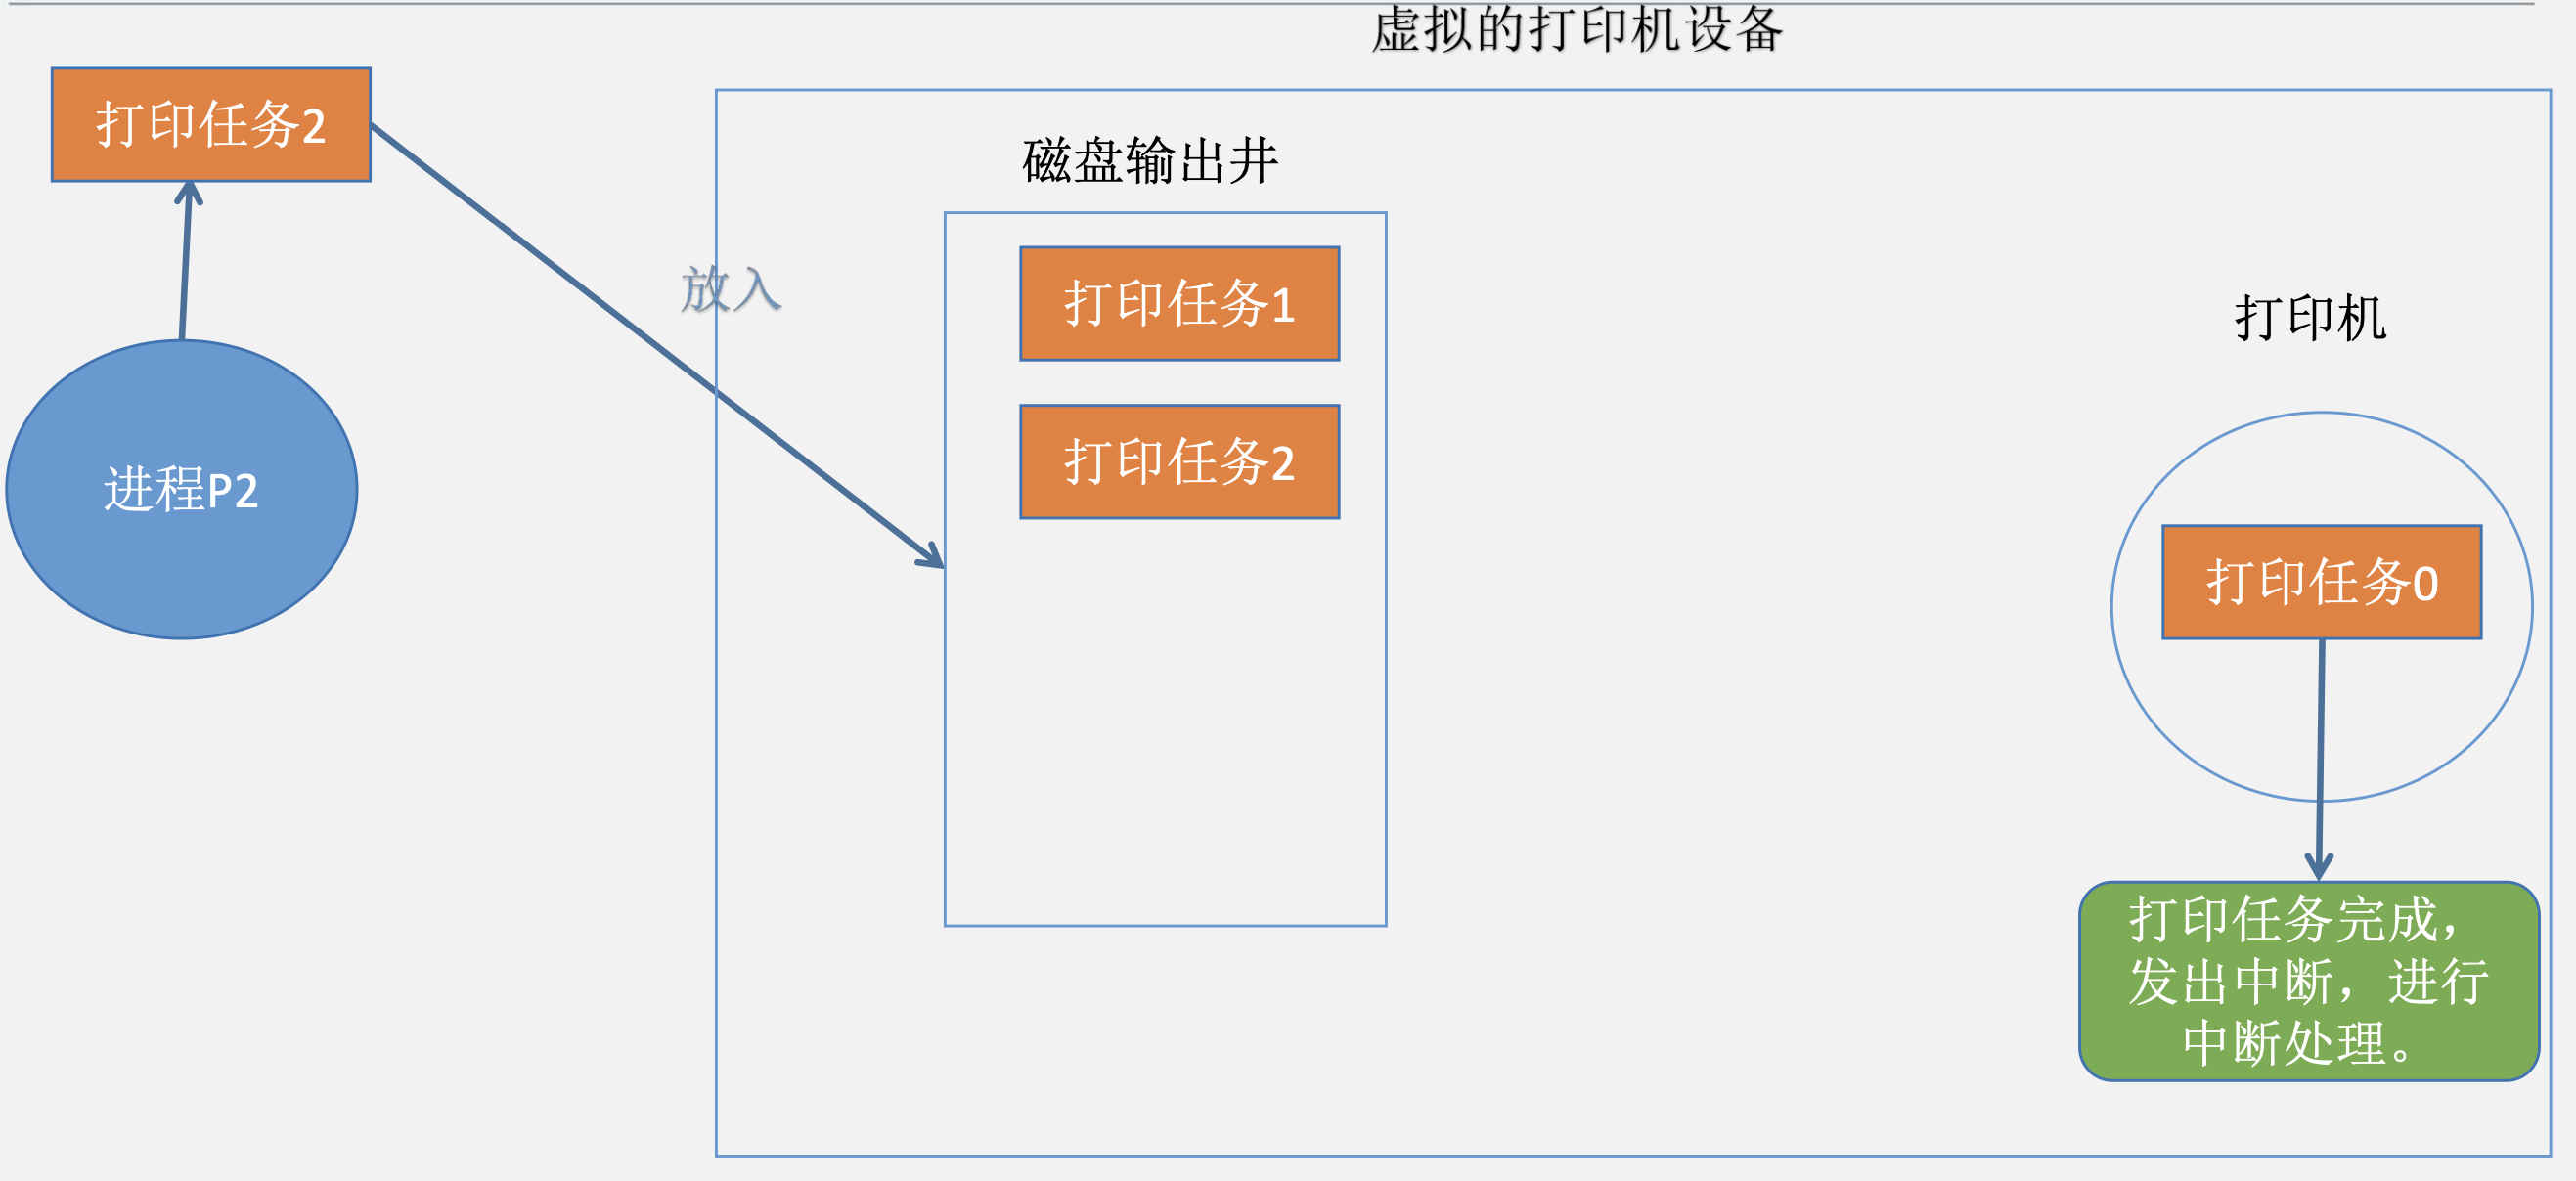 虚拟的打印机设备
打印任务2
磁盘输出井
放入
打印任务1
打印机
打印任务2
进程P2
打印任务0
打印任务完成，
发出中断，进行
中断处理。